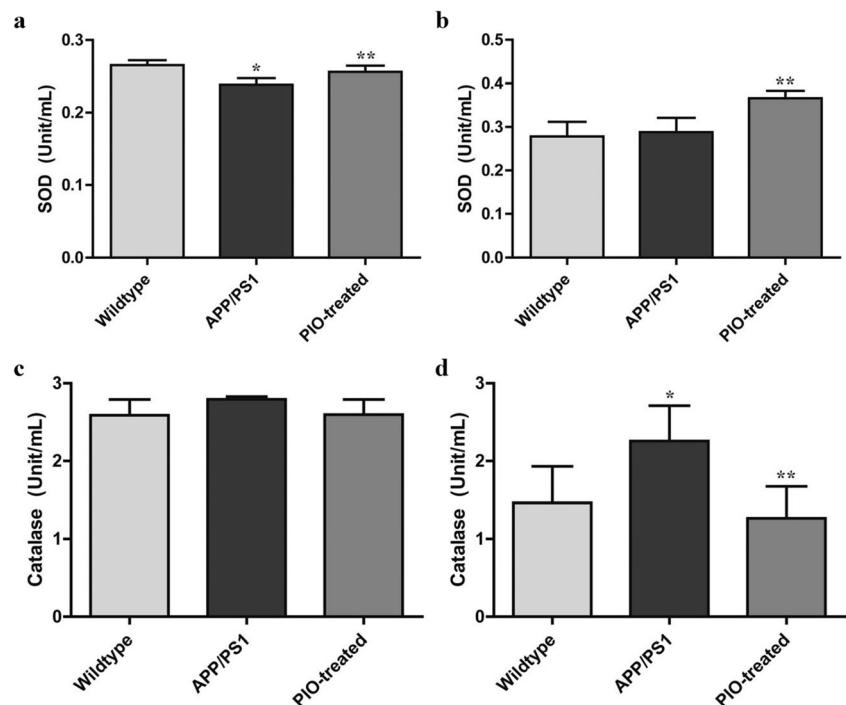 a
SOD (Unit/mL)
0.3
0.2
0.1
0.0
*
**
Wildtype
APP/PS1
PIO-treated
b
SOD (Unit/mL)
0.5
0.4
0.3
0.2
0.1
0.0
**
Wildtype
APP/PS1
PIO-treated
c
Catalase (Unit/mL)
3
2
1
0
Wildtype
APP/PS1
PIO-treated
d
Catalase (Unit/mL)
3
2
1
0
*
**
Wildtype
APP/PS1
PIO-treated